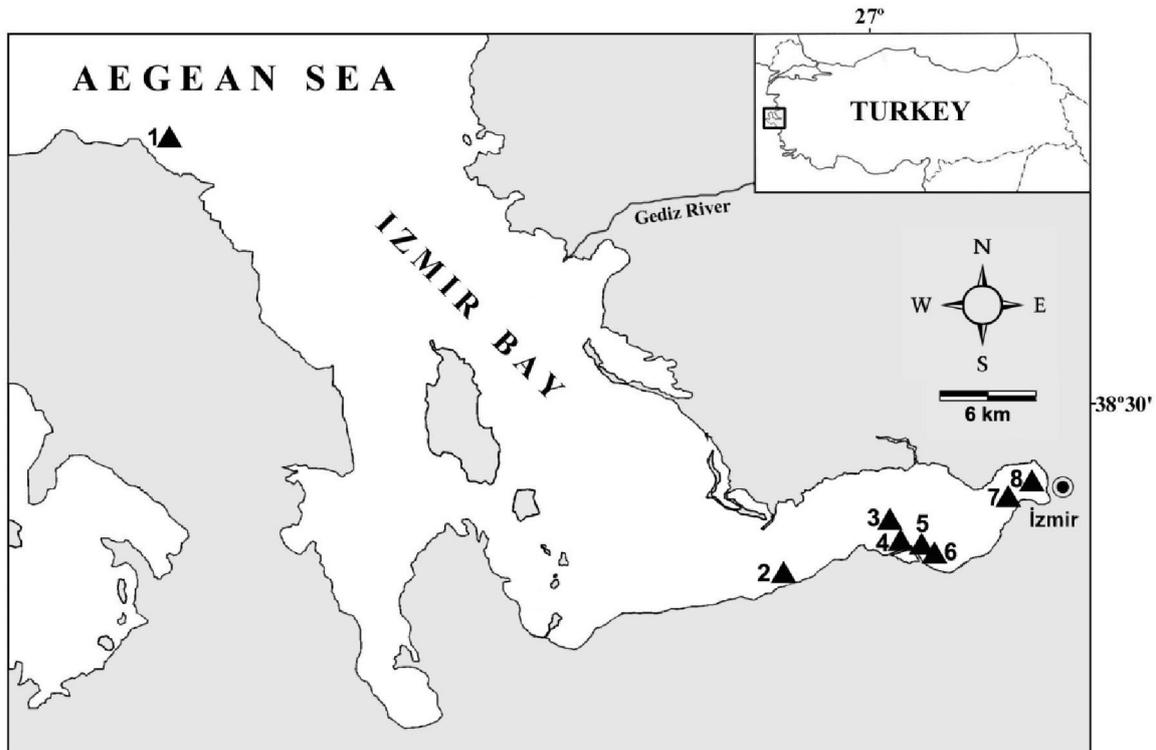 27º
AEGEAN SEA
TURKEY
1
Gediz River
IZMIR BAY
N
W E
S
6 km
38º30'
8
7
İzmir
3
5
4
6
2